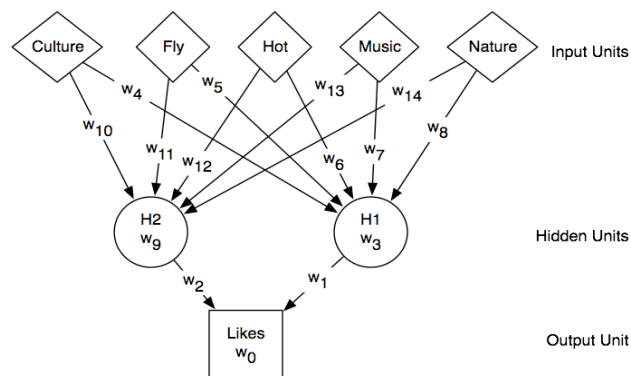 Culture
Fly
Hot
Music
Nature
Input Units
w4
w5
w13
w14
w10
w11
w12
w6
w7
w8
H2
w9
H1
w3
Hidden Units
w2
w1
Likes
w0
Output Unit